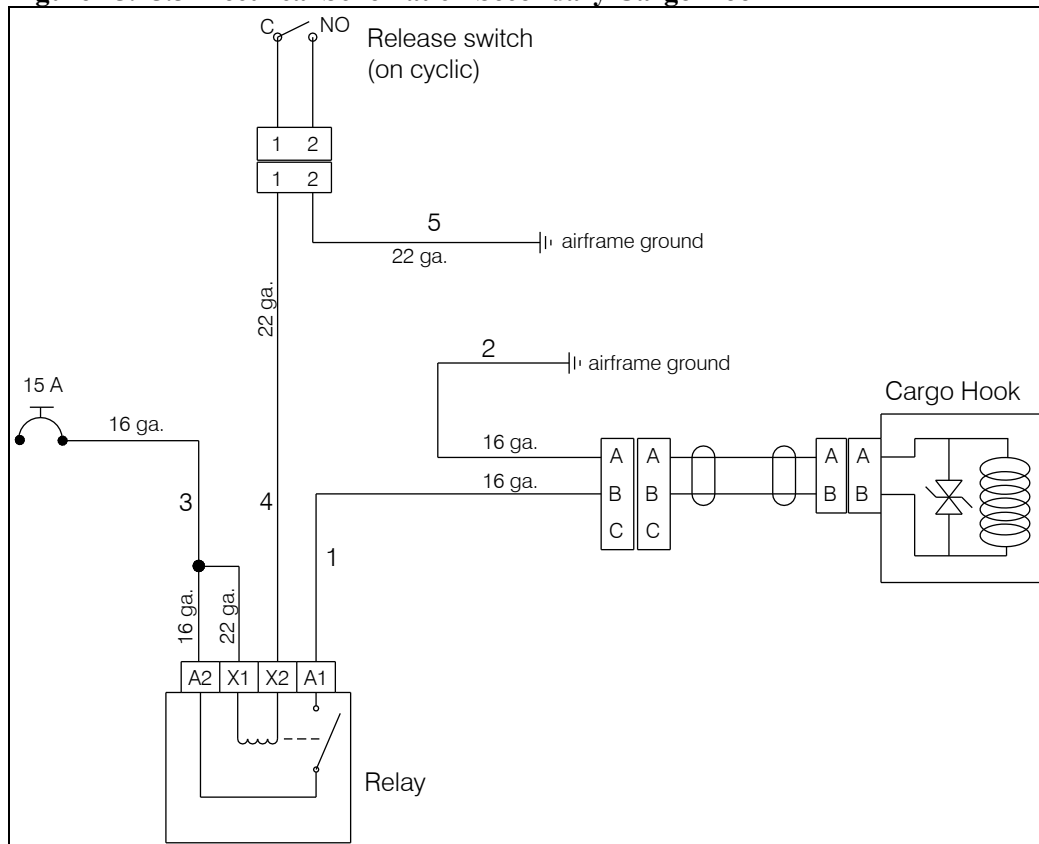 C
NO
Release switch
(on cyclic)
1 2
1 2
5
22 ga.
airframe ground
22 ga.
2
airframe ground
15 A
16 ga.
Cargo Hook
16 ga.
16 ga.
A A A A
B B B B
C C
3
4
1
16 ga.
22 ga.
A2 X1 X2 A1
Relay